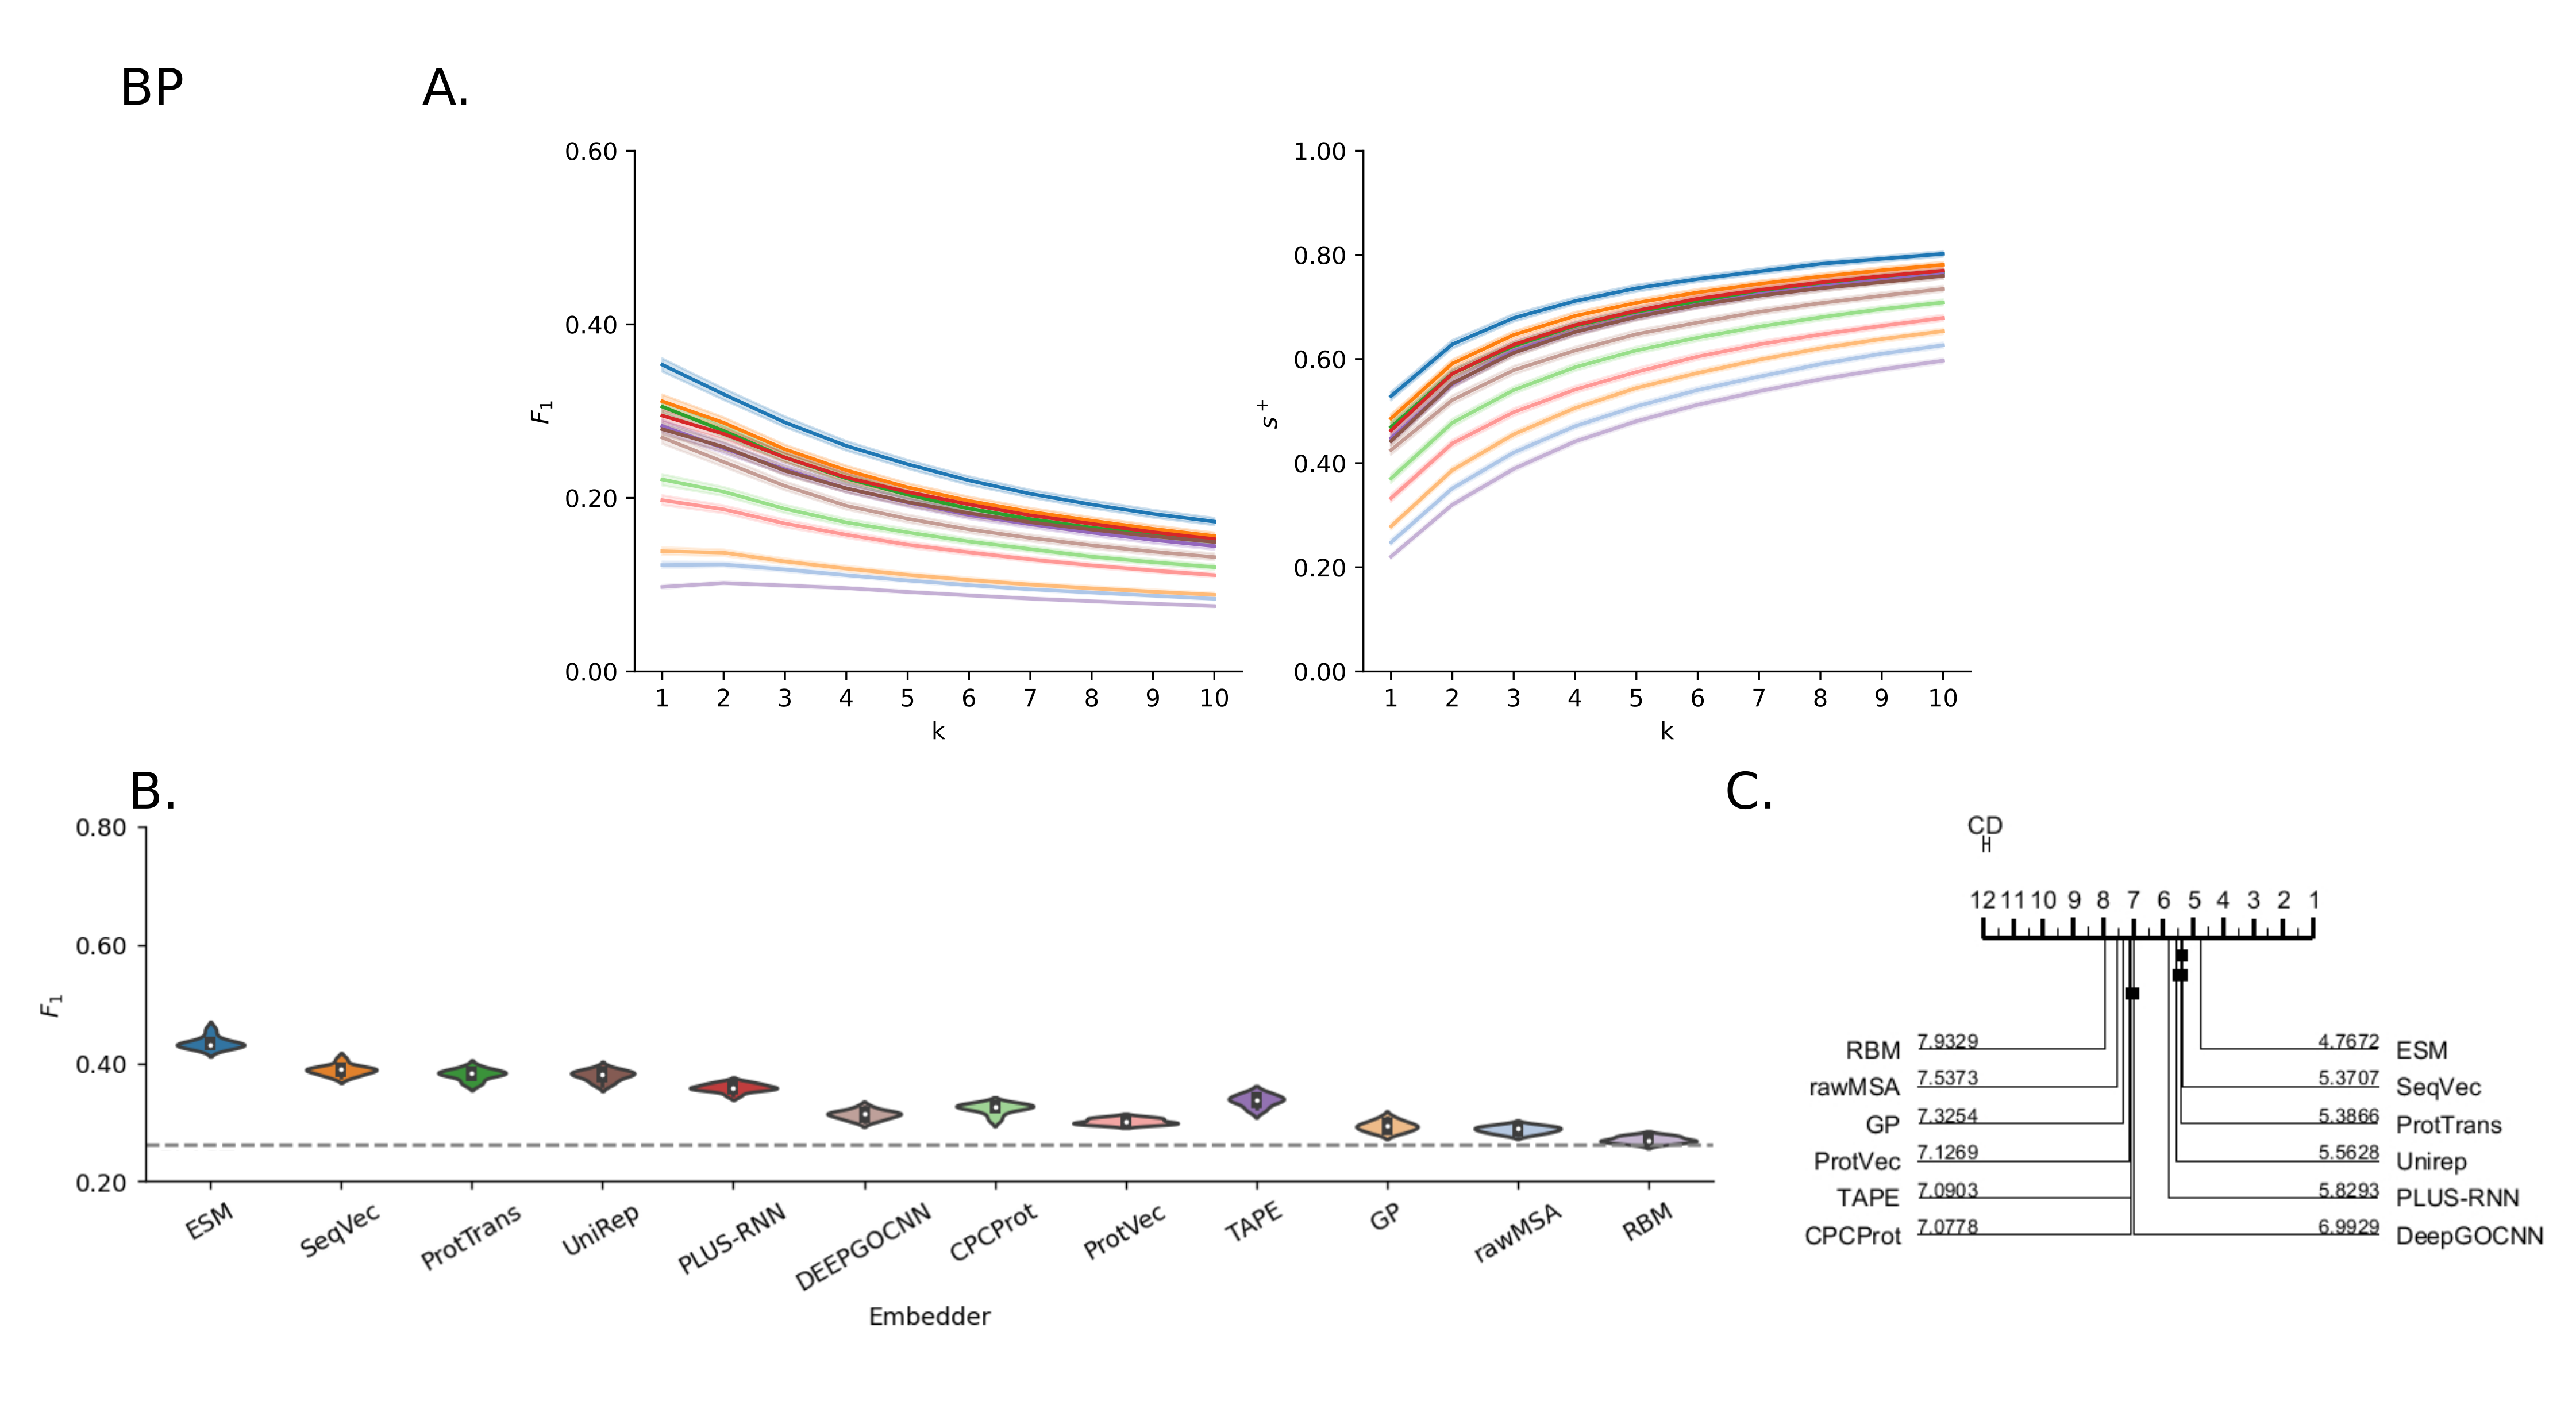 BP
A.
0.60
0.40
0.20
0.00
F1
1 2 3 4 5 6 7 8 9 10
k
1.00
0.80
0.60
0.40
0.20
0.00
s+
1 2 3 4 5 6 7 8 9 10
k
B.
0.80
0.60
0.40
0.20
F1
ESM SeqVec ProtTrans UniRep PLUS-RNN DEEPGOCNN CPCProt ProtVec TAPE GP rawMSA RBM
Embedder
C.
CD
12 11 10 9 8 7 6 5 4 3 2 1
RBM 7.9329 4.7672 ESM
rawMSA 7.5373 5.3707 SeqVec
GP 7.3254 5.3866 ProtTrans
ProtVec 7.1269 5.5628 Unirep
TAPE 7.0903 5.8293 PLUS-RNN
CPCProt 7.0778 6.9929 DeepGOCNN